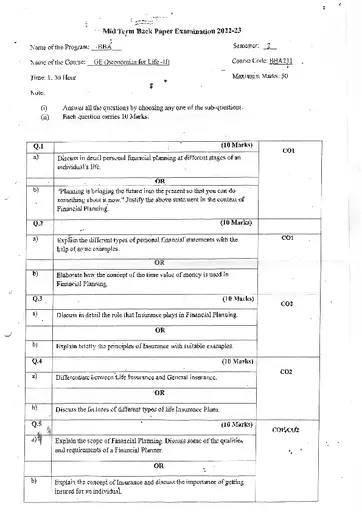 Mid Term Back Paper Examination 2022-23
Name of the Program: BBA
Semester: 2
Name of the Course: GE (Economics for Life -II)
Course Code: BBA231
Time: 1. 30 Hour
Maximum Marks: 50
Note:
(i) Answer all the questions by choosing any one of the sub-questions.
(ii) Each question carries 10 Marks.
Q.1 (10 Marks)
CO1
a) Discuss in detail personal financial planning at different stages of an
individual's life.
OR
b) "Planning is bringing the future into the present so that you can do
something about it now." Justify the above statement in the context of
Financial Planning.
Q.2 (10 Marks)
a) Explain the different types of personal financial statements with the
help of some examples.
CO1
OR
b) Elaborate how the concept of the time value of money is used in
Financial Planning.
Q.3 (10 Marks)
CO2
a) Discuss in detail the role that Insurance plays in Financial Planning.
OR
b) Explain briefly the principles of Insurance with suitable examples.
Q.4 (10 Marks)
CO2
a) Differentiate between Life Insurance and General Insurance.
OR
b) Discuss the features of different types of life Insurance Plans.
Q.5 (10 Marks)
CO1,CO2
a) Explain the scope of Financial Planning. Discuss some of the qualities
and requirements of a Financial Planner.
OR
b) Explain the concept of Insurance and discuss the importance of getting
insured for an individual.